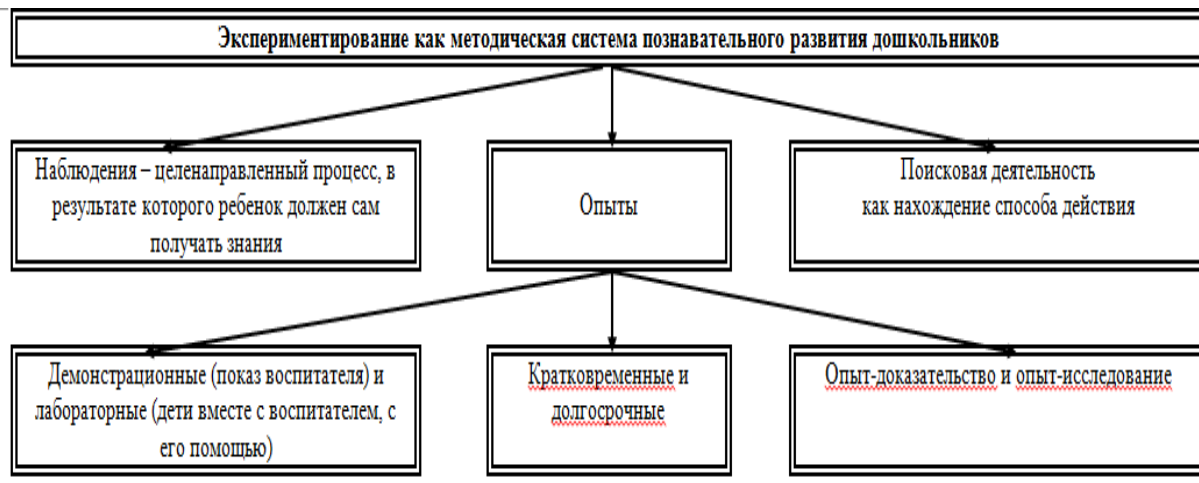 Экспериментирование как методическая система познавательного развития дошкольников
Наблюдения – целенаправленный процесс, в
результате которого ребенок должен сам
получать знания
Опыты
Поисковая деятельность
как нахождение способа действия
Демонстрационные (показ воспитателя) и
лабораторные (дети вместе с воспитателем, с
его помощью)
Кратковременные и
долгосрочные
Опыт-доказательство и опыт-исследование